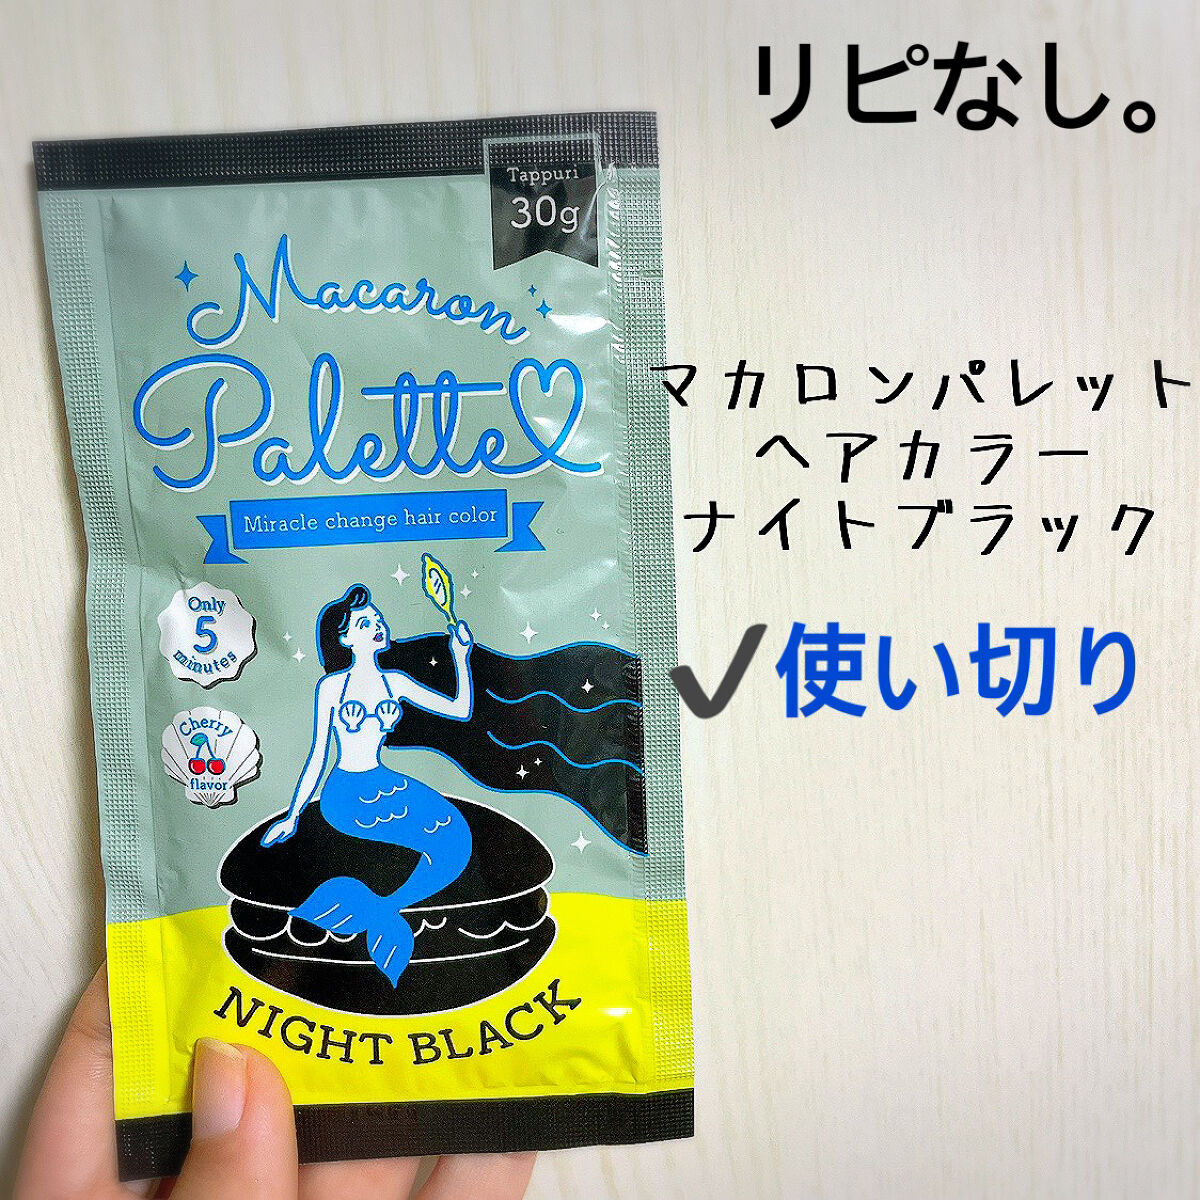 リピなし。
Tappuri
30g
Macaron
Palette
Miracle change hair color
Only
5
minutes
Cherry
flavor
NIGHT BLACK
マカロンパレット
ヘアカラー
ナイトブラック
✓使い切り